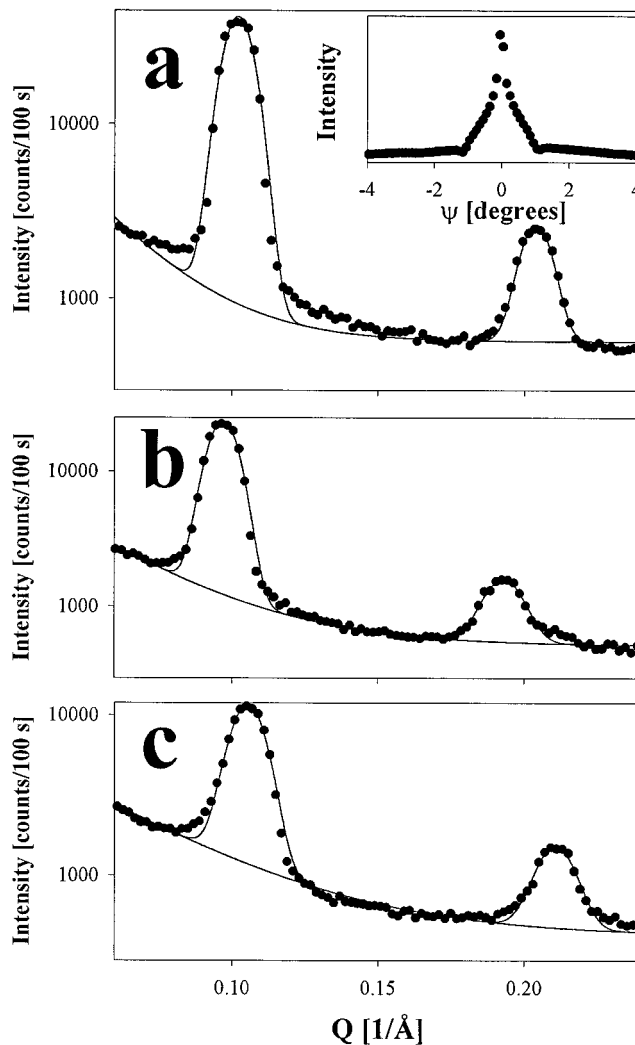 a
Intensity [counts/100 s]
10000
1000
Intensity
-4 -2 0 2 4
ψ [degrees]
b
Intensity [counts/100 s]
10000
1000
c
Intensity [counts/100 s]
10000
1000
0.10 0.15 0.20
Q [1/Å]